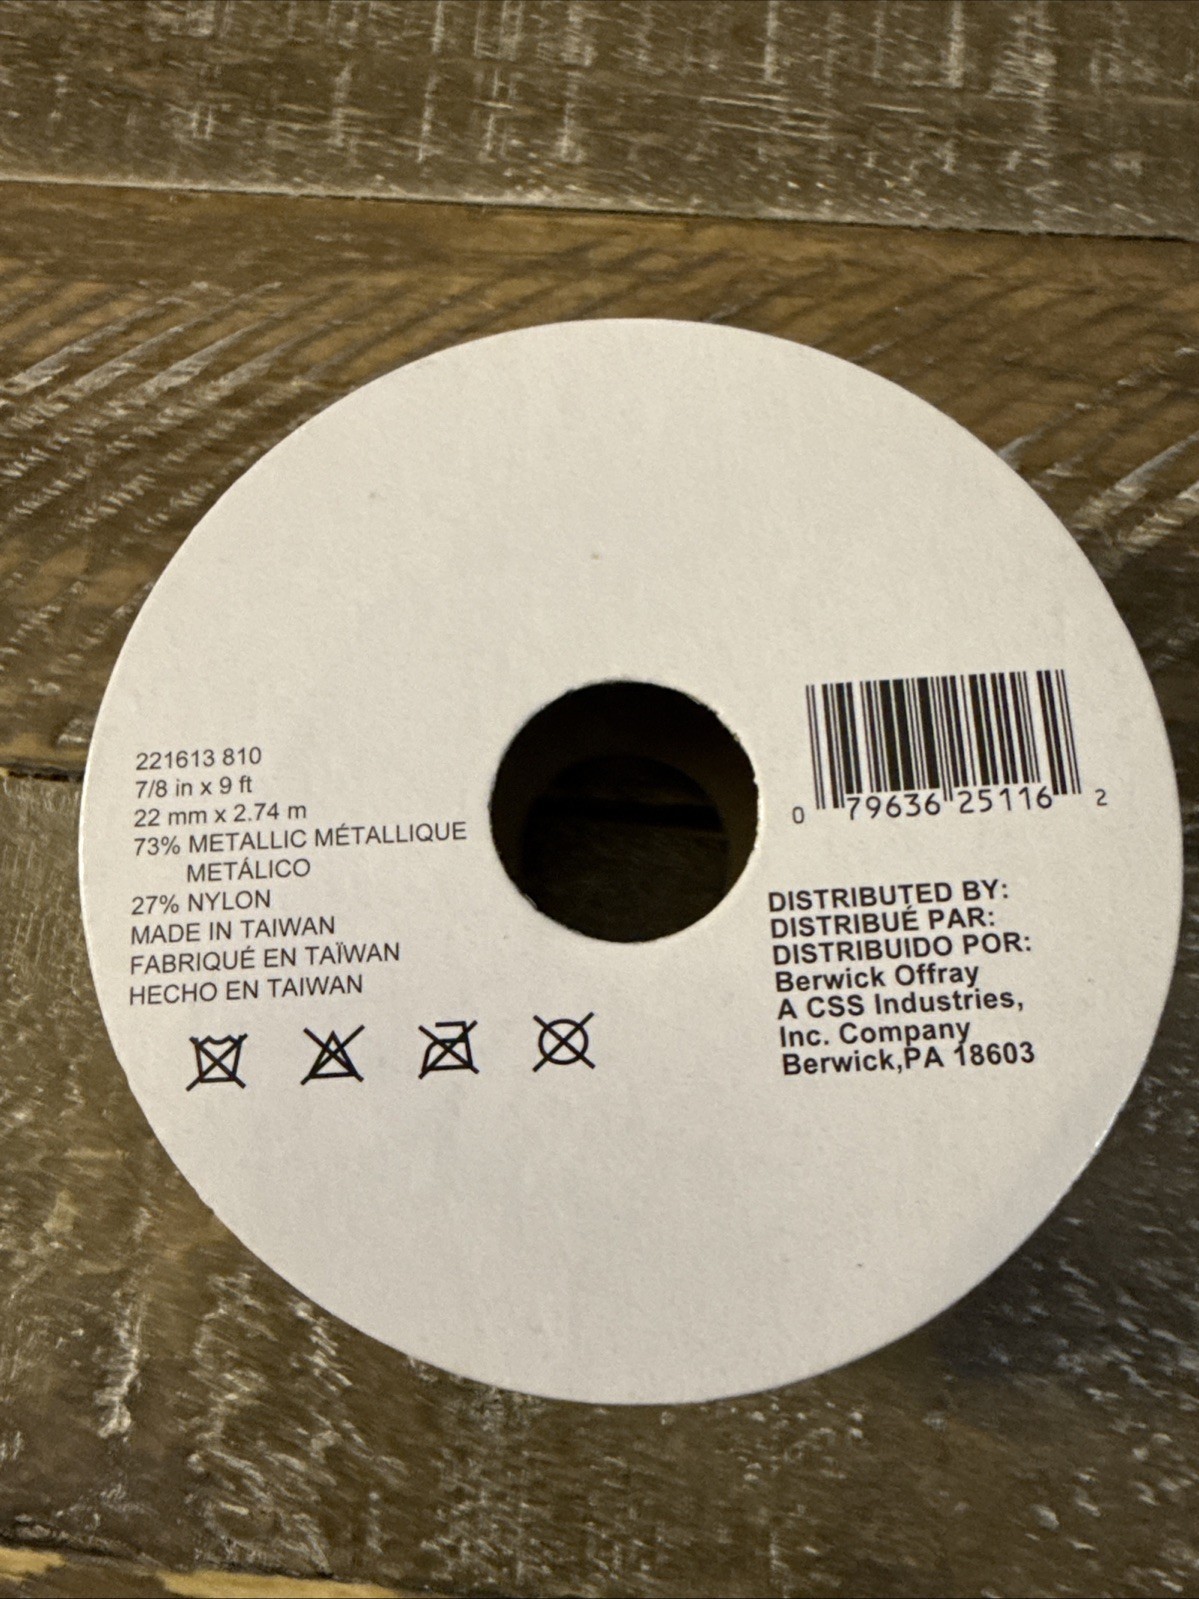 221613 810
7/8 in x 9 ft
22 mm x 2.74 m
73% METALLIC MÉTALLIQUE
METÁLICO
27% NYLON
MADE IN TAIWAN
FABRIQUÉ EN TAÏWAN
HECHO EN TAIWAN
0 79636 25116 2
DISTRIBUTED BY:
DISTRIBUÉ PAR:
DISTRIBUIDO POR:
Berwick Offray
A CSS Industries,
Inc. Company
Berwick,PA 18603